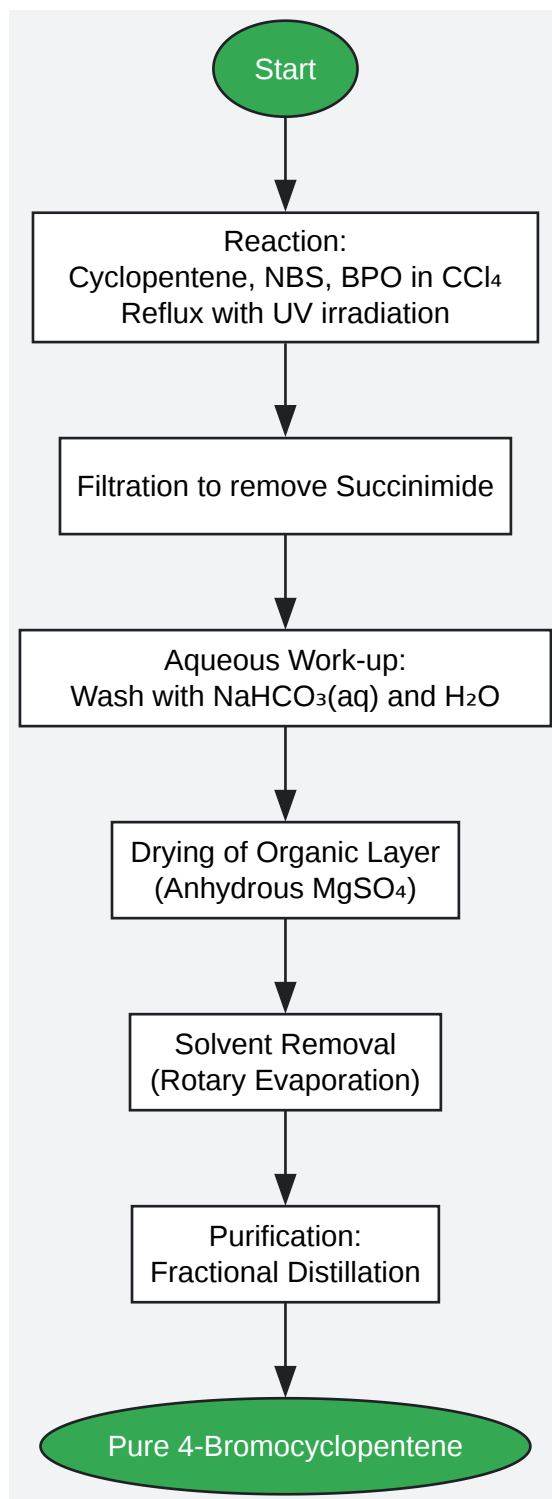 Start
Reaction:
Cyclopentene, NBS, BPO in CCl₄
Reflux with UV irradiation
Filtration to remove Succinimide
Aqueous Work-up:
Wash with NaHCO₃(aq) and H₂O
Drying of Organic Layer
(Anhydrous MgSO₄)
Solvent Removal
(Rotary Evaporation)
Purification:
Fractional Distillation
Pure 4-Bromocyclopentene